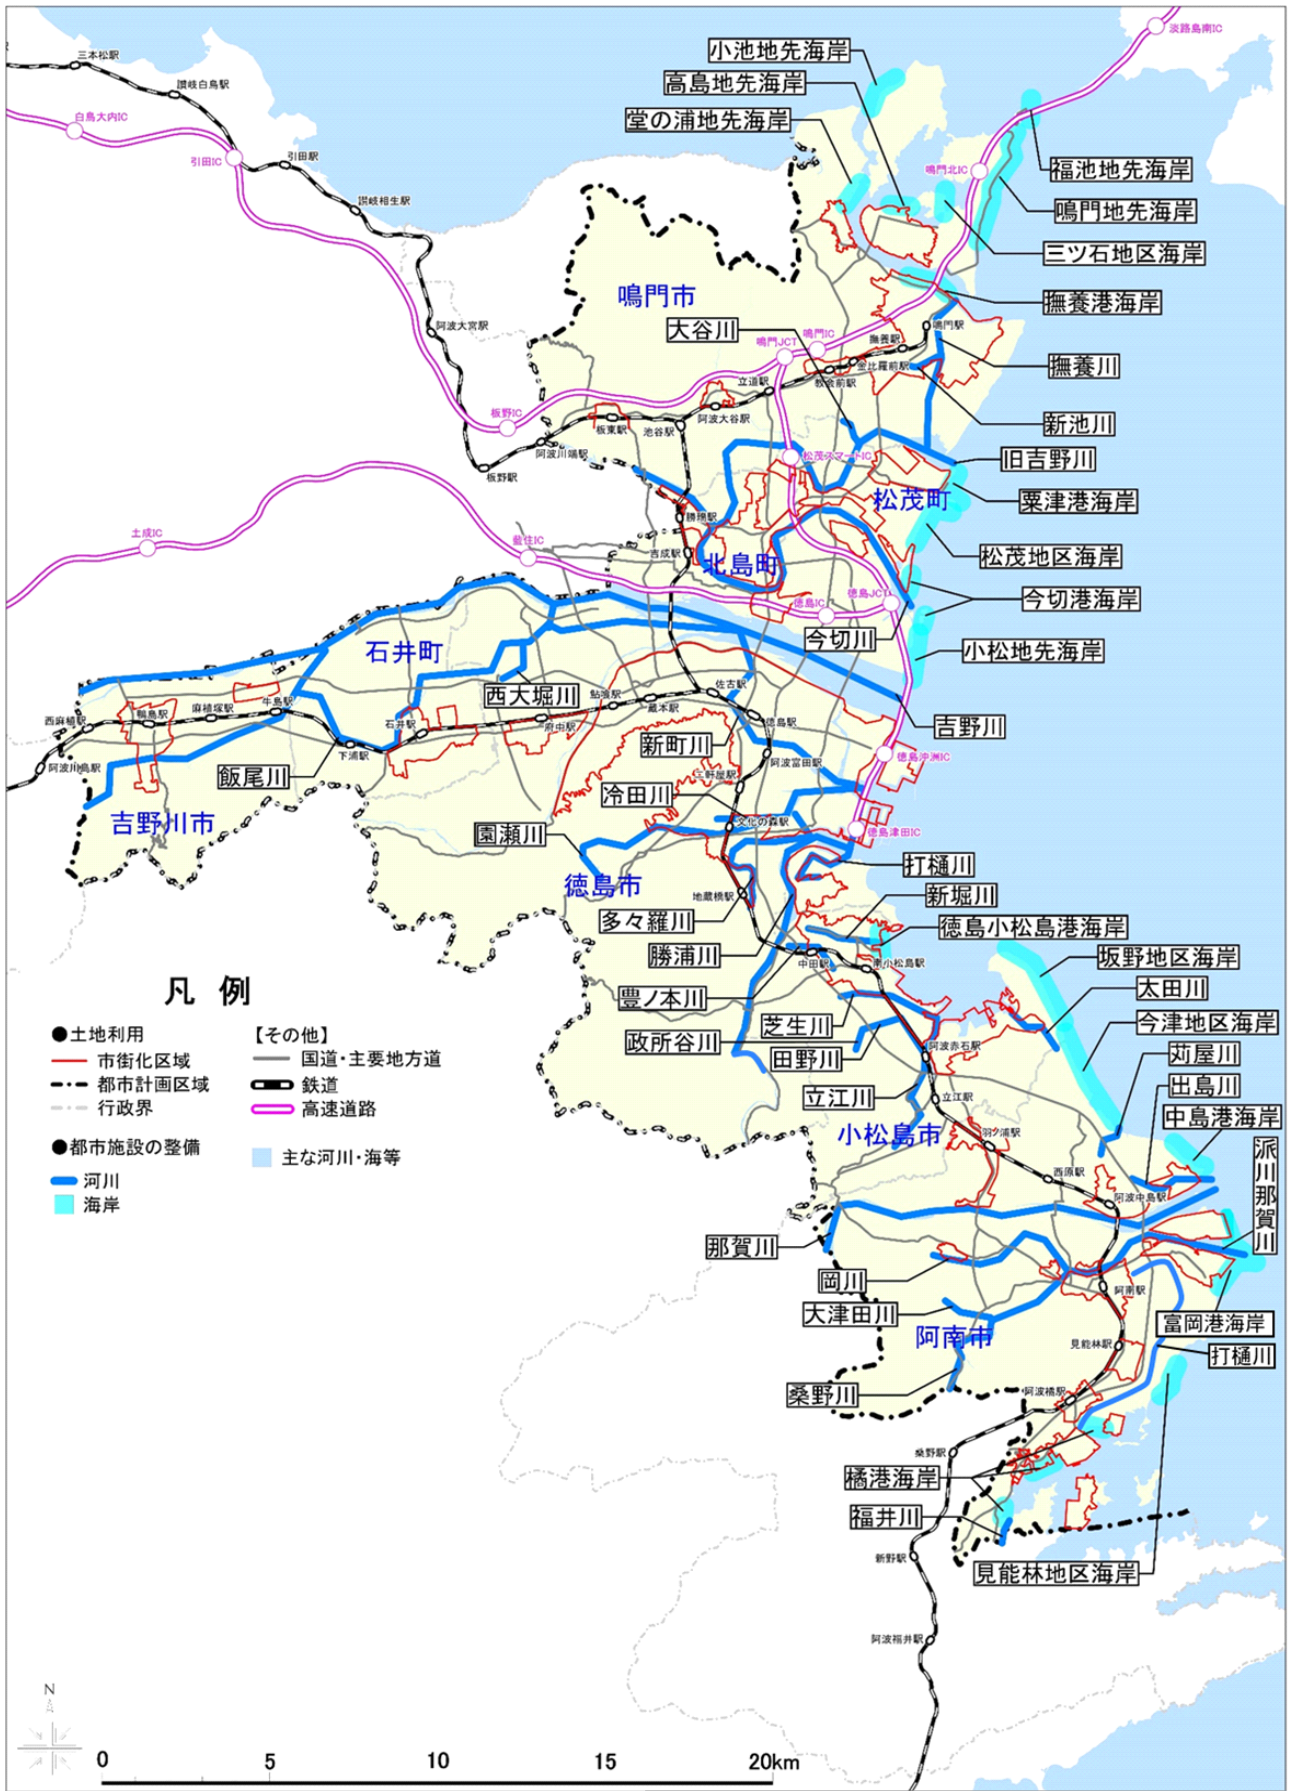 淡路島南IC
小池地先海岸
三本松駅
高島地先海岸
讃岐白鳥駅
堂の浦地先海岸
白鳥大内IC
引田IC
引田駅
鳴門北IC
福池地先海岸
讃岐相生駅
鳴門地先海岸
三ツ石地区海岸
鳴門市
撫養港海岸
阿波大宮駅
大谷川
鳴門駅
鳴門IC
鳴門JCT
撫養駅
撫養川
金比羅前駅
教会前駅
立道駅
板野IC
阿波大谷駅
新池川
板東駅
池谷駅
阿波川端駅
松茂スマートIC
旧吉野川
板野駅
松茂町
粟津港海岸
勝瑞駅
土成IC
藍住IC
吉成駅
北島町
松茂地区海岸
徳島JCT
徳島IC
今切港海岸
今切川
石井町
小松地先海岸
西大堀川
佐古駅
鮎喰駅
蔵本駅
牛島駅
麻植塚駅
鴨島駅
西麻植駅
石井駅
府中駅
徳島駅
吉野川
新町川
下浦駅
阿波富田駅
徳島沖洲IC
阿波川島駅
飯尾川
二軒屋駅
冷田川
吉野川市
文化の森駅
徳島津田IC
園瀬川
打樋川
徳島市
地蔵橋駅
新堀川
多々羅川
徳島小松島港海岸
勝浦川
中田駅
南小松島駅
坂野地区海岸
凡 例
豊ノ本川
太田川
●土地利用
【その他】
芝生川
今津地区海岸
市街化区域
国道・主要地方道
政所谷川
田野川
阿波赤石駅
苅屋川
都市計画区域
鉄道
出島川
行政界
高速道路
立江川
立江駅
中島港海岸
●都市施設の整備
主な河川・海等
小松島市
羽ノ浦駅
派川那賀川
河川
西原駅
海岸
阿波中島駅
那賀川
岡川
阿南駅
大津田川
阿南市
富岡港海岸
見能林駅
打樋川
桑野川
阿波橘駅
桑野駅
橘港海岸
福井川
新野駅
見能林地区海岸
阿波福井駅
N
0 5 10 15 20km